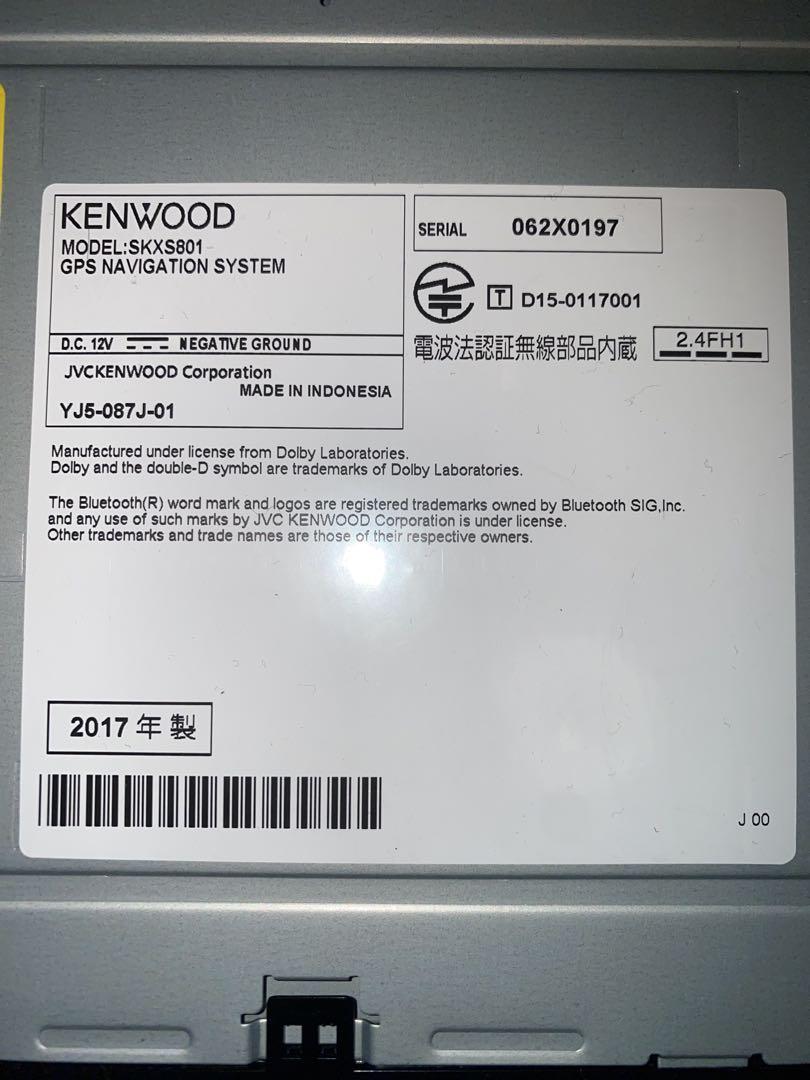 KENWOOD
MODEL:SKXS801
GPS NAVIGATION SYSTEM
D.C. 12V NEGATIVE GROUND
JVCKENWOOD Corporation
MADE IN INDONESIA
YJ5-087J-01
SERIAL 062X0197
T D15-0117001
電波法認証無線部品内蔵 2.4FH1
Manufactured under license from Dolby Laboratories.
Dolby and the double-D symbol are trademarks of Dolby Laboratories.
The Bluetooth(R) word mark and logos are registered trademarks owned by Bluetooth SIG,Inc.
and any use of such marks by JVC KENWOOD Corporation is under license.
Other trademarks and trade names are those of their respective owners.
2017 年 製
J 00